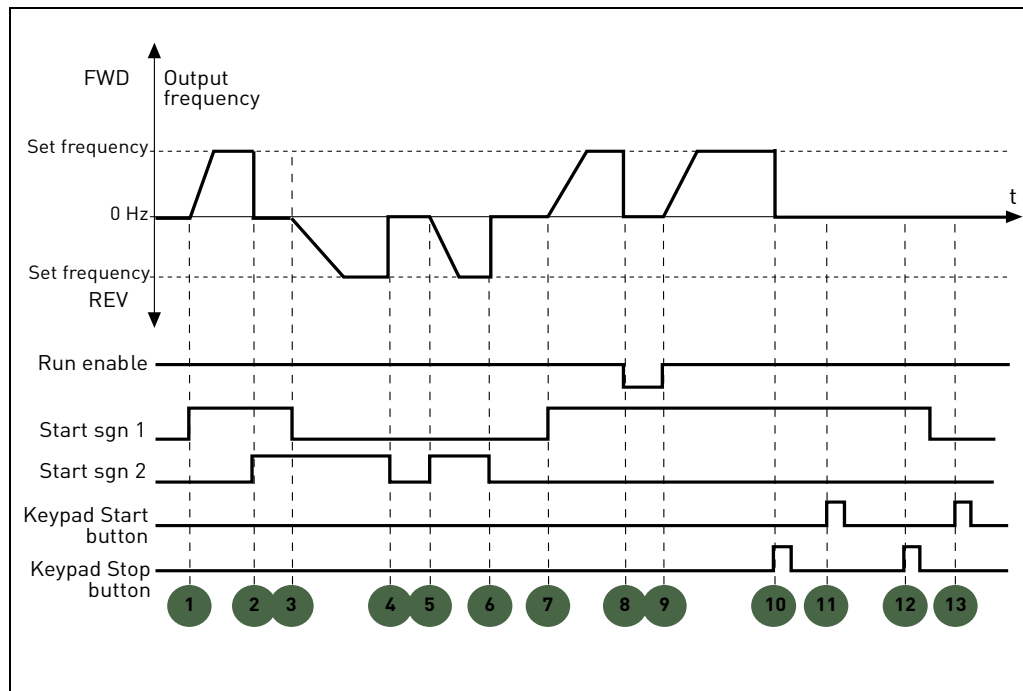 FWD
Output
frequency
Set frequency
0 Hz
t
Set frequency
REV
Run enable
Start sgn 1
Start sgn 2
Keypad Start
button
Keypad Stop
button
1 2 3 4 5 6 7 8 9 10 11 12 13